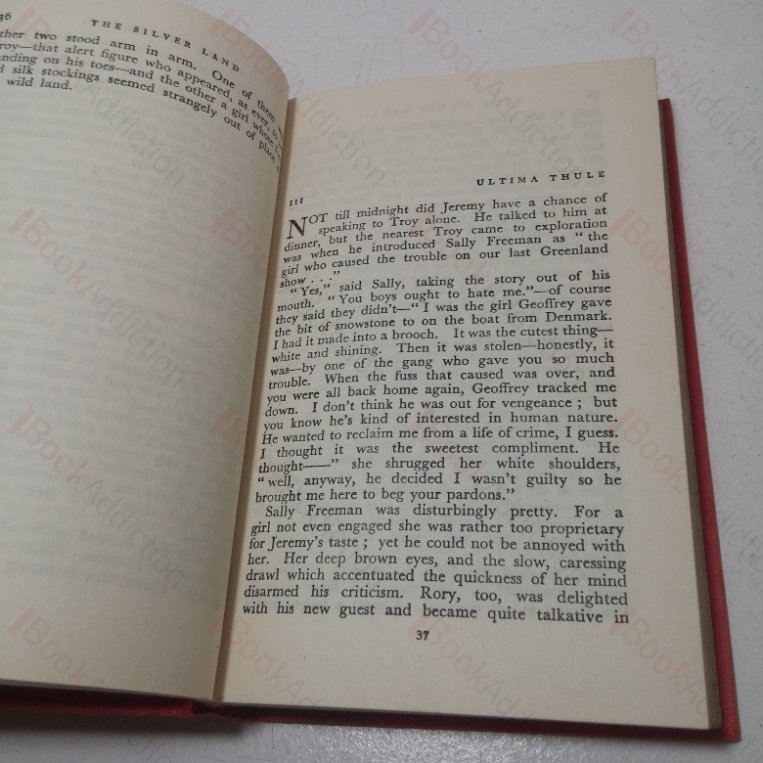 36
THE SILVER LAND
ther two stood arm in arm. One of them
roy—that alert figure who appeared, as ever, to
anding on his toes—and the other a girl whose
d silk stockings seemed strangely out of place
wild land.
III
ULTIMA THULE
NOT till midnight did Jeremy have a chance of
speaking to Troy alone. He talked to him at
dinner, but the nearest Troy came to exploration
was when he introduced Sally Freeman as "the
girl who caused the trouble on our last Greenland
show . . ."
"Yes," said Sally, taking the story out of his
mouth. "You boys ought to hate me."—of course
they said they didn't—"I was the girl Geoffrey gave
the bit of snowstone to on the boat from Denmark.
I had it made into a brooch. It was the cutest thing—
white and shining. Then it was stolen—honestly, it
was—by one of the gang who gave you so much
trouble. When the fuss that caused was over, and
you were all back home again, Geoffrey tracked me
down. I don't think he was out for vengeance; but
you know he's kind of interested in human nature.
He wanted to reclaim me from a life of crime, I guess.
I thought it was the sweetest compliment. He
thought——" she shrugged her white shoulders,
"well, anyway, he decided I wasn't guilty so he
brought me here to beg your pardons."
Sally Freeman was disturbingly pretty. For a
girl not even engaged she was rather too proprietary
for Jeremy's taste; yet he could not be annoyed with
her. Her deep brown eyes, and the slow, caressing
drawl which accentuated the quickness of her mind
disarmed his criticism. Rory, too, was delighted
with his new guest and became quite talkative in
37
BookAddiction